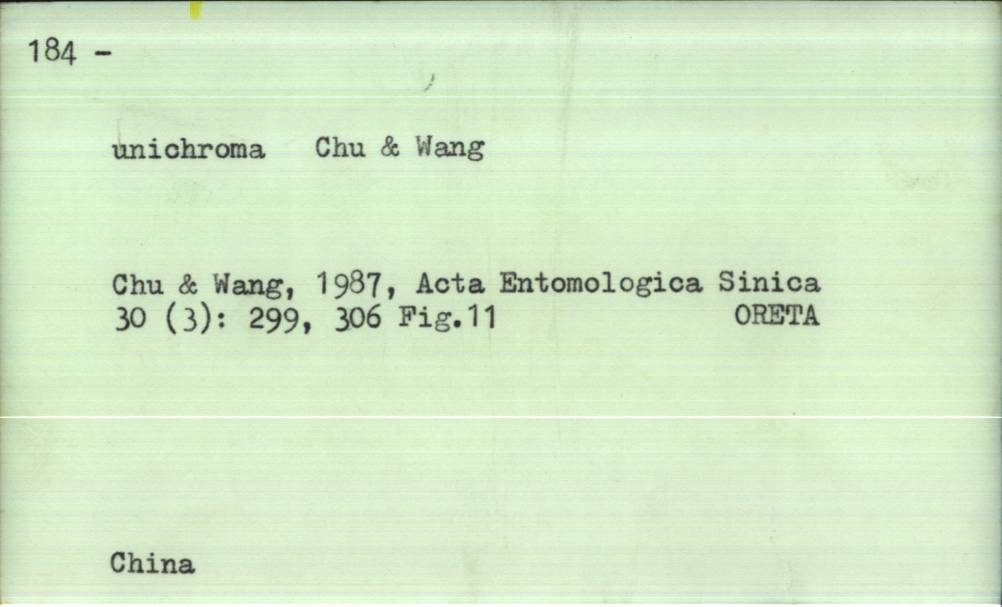 184 -
unichroma Chu & Wang
Chu & Wang, 1987, Acta Entomologica Sinica
30 (3): 299, 306 Fig.11 ORETA
China